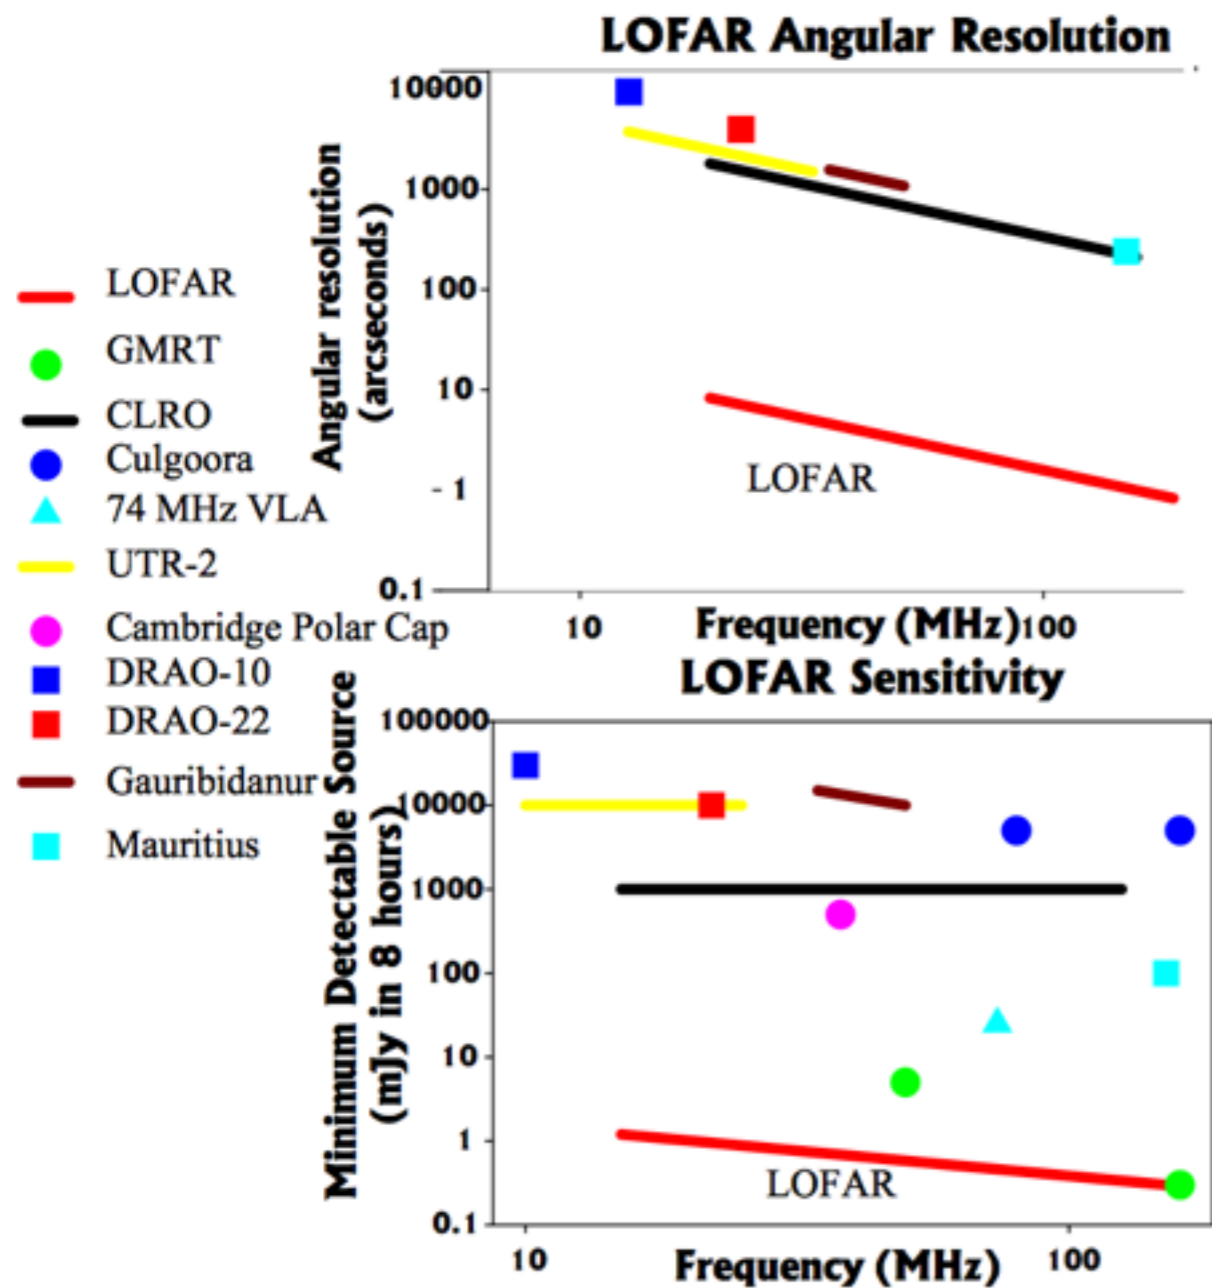 LOFAR Angular Resolution
10000
1000
100
10
- 1
0.1
Angular resolution
(arcseconds)
LOFAR
10
Frequency (MHz)
100
LOFAR
GMRT
CLRO
Culgoora
74 MHz VLA
UTR-2
Cambridge Polar Cap
DRAO-10
DRAO-22
Gauribidanur
Mauritius
LOFAR Sensitivity
100000
10000
1000
100
10
1
0.1
Minimum Detectable Source
(mJy in 8 hours)
LOFAR
10
Frequency (MHz)
100